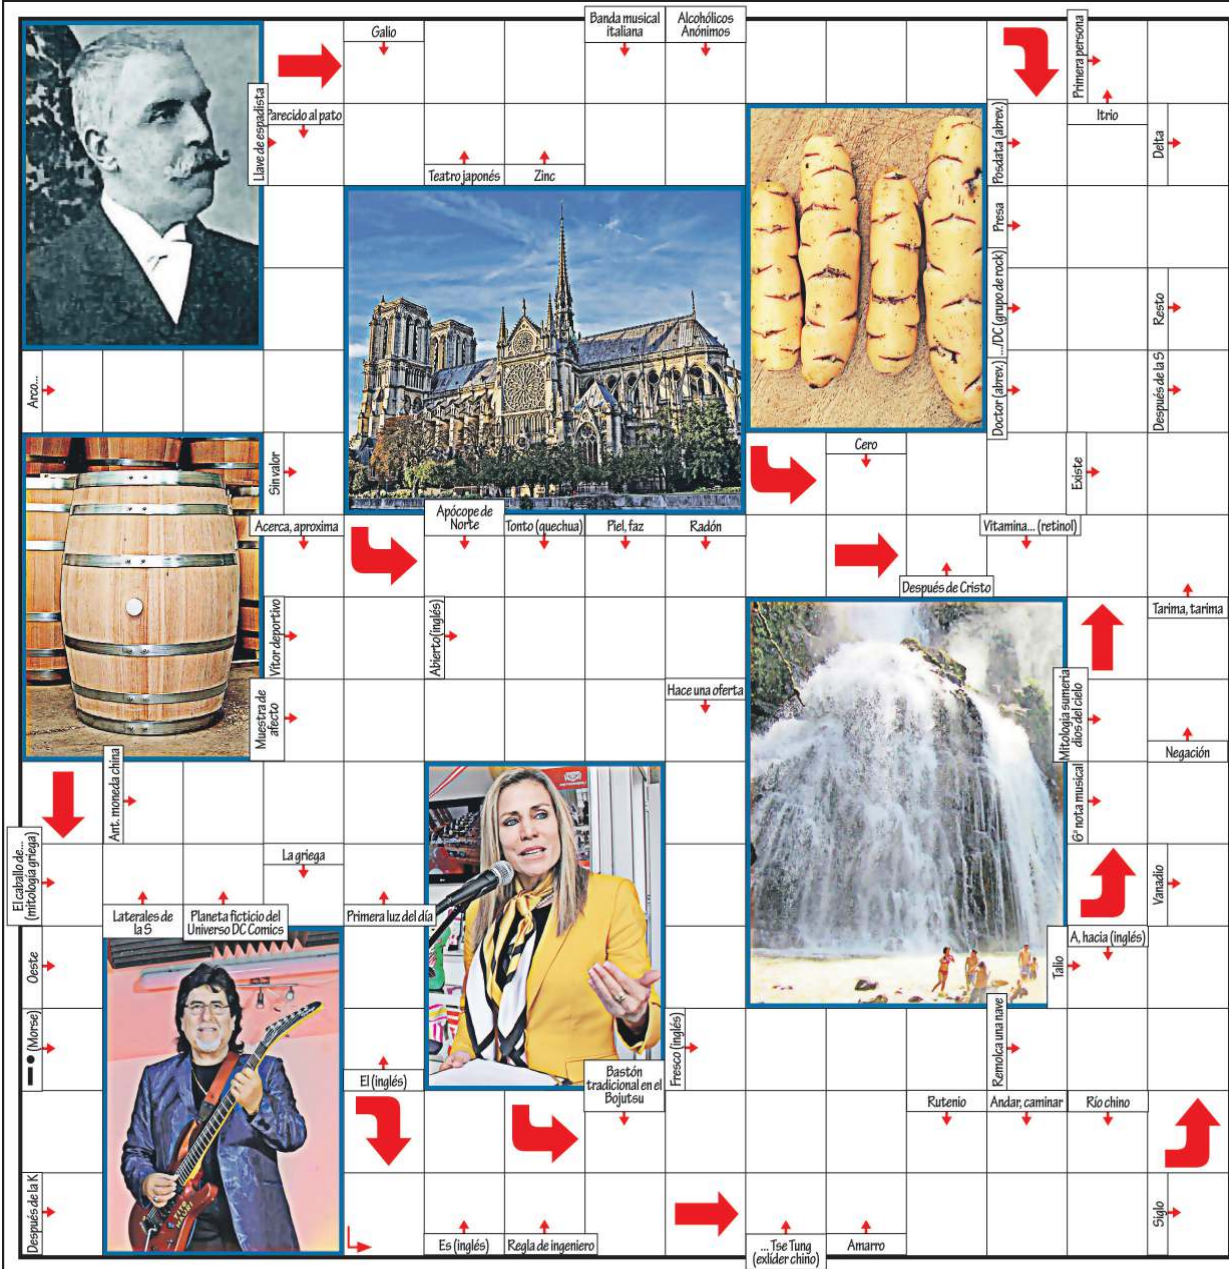 Galio
Banda musical
italiana
Alcohólicos
Anónimos
Primera persona
Llave de espadista
Parecido al pato
Itrio
Posdata (abrev.)
Delta
Teatro japonés
Zinc
Presa
.../DC (grupo de rock)
Resto
Arco...
Doctor (abrev.)
Después de la S
Sin valor
Cero
Existe
Acerca, aproxima
Apócope de
Norte
Tonto (quechua)
Piel, faz
Radón
Vitamina... (retinol)
Después de Cristo
Vítor deportivo
Abierto(inglés)
Tarima, tarima
Muestra de
afecto
Hace una oferta
Mitología sumeria
dios del cielo
Negación
Ant. moneda china
6ª nota musical
El caballo de...
(mitología griega)
La griega
Vanadio
Laterales de
la S
Planeta ficticio del
Universo DC Comics
Primera luz del día
Oeste
Talio
A, hacia (inglés)
(Morse)
Fresco (inglés)
Remolca una nave
El (inglés)
Bastón
tradicional en el
Bojutsu
Rutenio
Andar, caminar
Río chino
Después de la K
Es (inglés)
Regla de ingeniero
... Tse Tung
(exlíder chino)
Amarro
Siglo